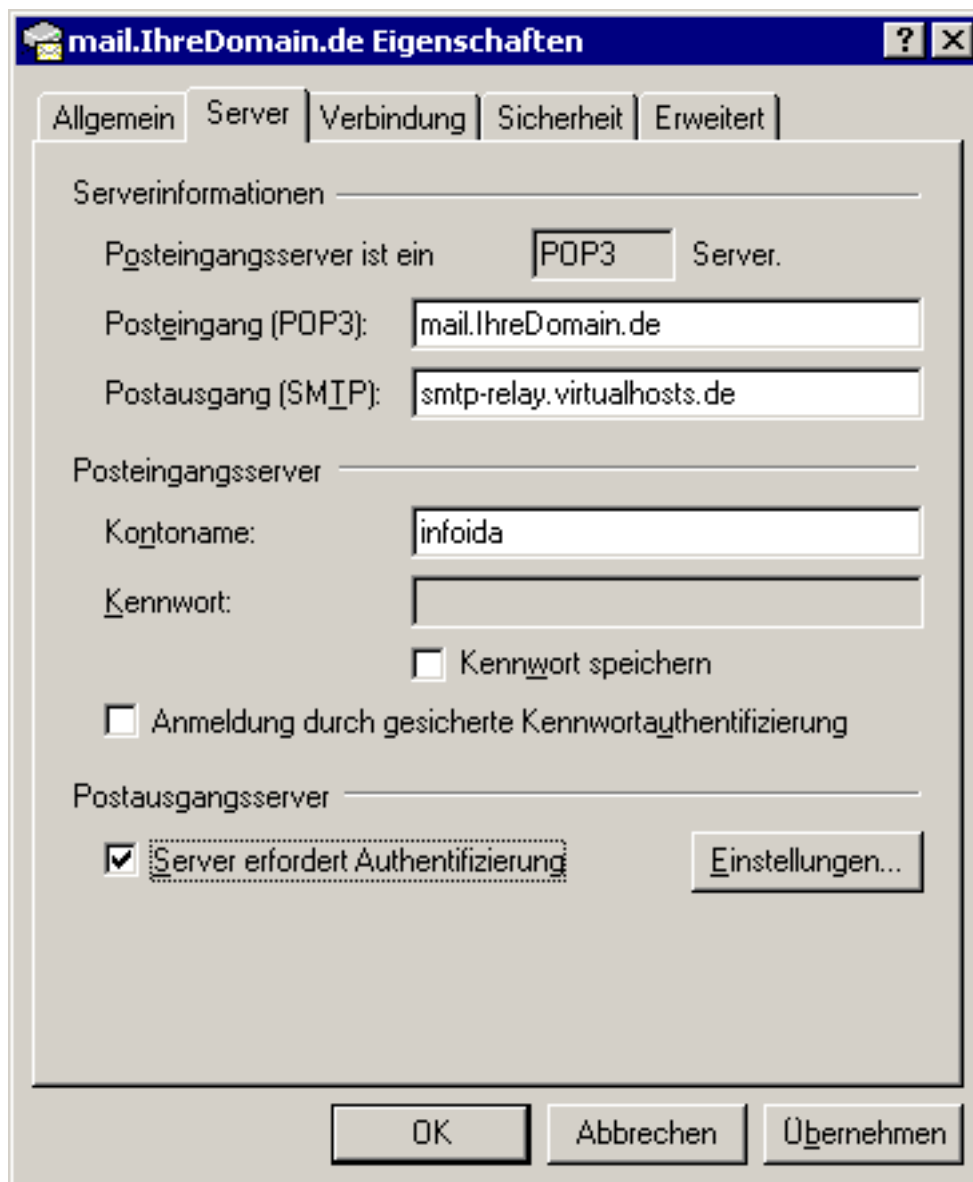 mail.IhreDomain.de Eigenschaften
Allgemein Server Verbindung Sicherheit Erweitert
Serverinformationen
Posteingangsserver ist ein POP3 Server.
Posteingang (POP3): mail.IhreDomain.de
Postausgang (SMTP): smtp-relay.virtualhosts.de
Posteingangsserver
Kontoname: infoida
Kennwort:
Kennwort speichern
Anmeldung durch gesicherte Kennwortauthentifizierung
Postausgangsserver
Server erfordert Authentifizierung Einstellungen...
OK Abbrechen Übernehmen